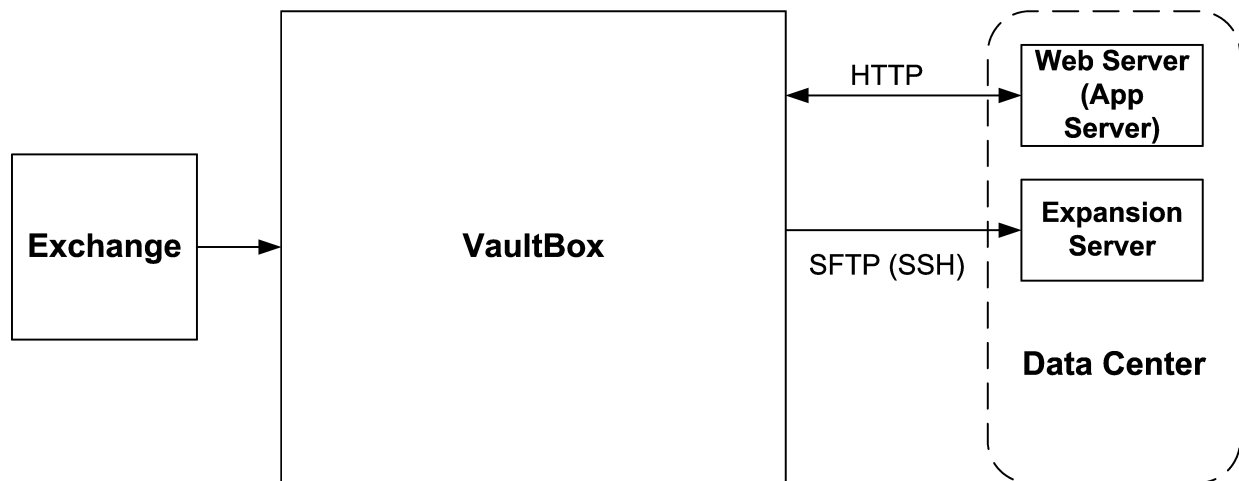 Exchange
VaultBox
HTTP
SFTP (SSH)
Web Server
(App
Server)
Expansion
Server
Data Center